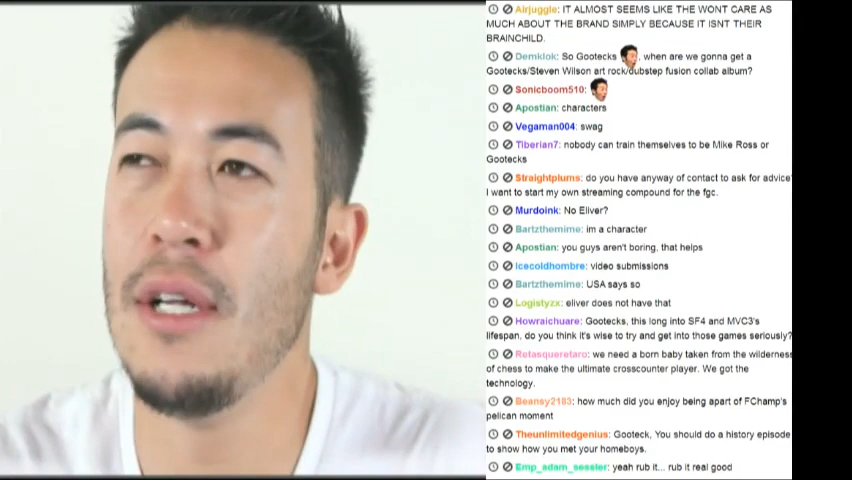 Airjuggle: IT ALMOST SEEMS LIKE THE WONT CARE AS
MUCH ABOUT THE BRAND SIMPLY BECAUSE IT ISNT THEIR
BRAINCHILD.
Demklok: So Gootecks , when are we gonna get a
Gootecks/Steven Wilson art rock/dubstep fusion collab album?
Sonicboom510:
Apostian: characters
Vegaman004: swag
Tiberian7: nobody can train themselves to be Mike Ross or
Gootecks
Straightplums: do you have anyway of contact to ask for advice?
I want to start my own streaming compound for the fgc.
Murdoink: No Eliver?
Bartzthemime: im a character
Apostian: you guys aren't boring, that helps
Icecoldhombre: video submissions
Bartzthemime: USA says so
Logistyzx: eliver does not have that
Howraichuare: Gootecks, this long into SF4 and MVC3's
lifespan, do you think it's wise to try and get into those games seriously?
Retasqueretaro: we need a born baby taken from the wilderness
of chess to make the ultimate crosscounter player. We got the
technology.
Beansy2183: how much did you enjoy being apart of FChamp's
pelican moment
Theunlimitedgenius: Gooteck, You should do a history episode
to show how you met your homeboys.
Emp_adam_sessler: yeah rub it... rub it real good